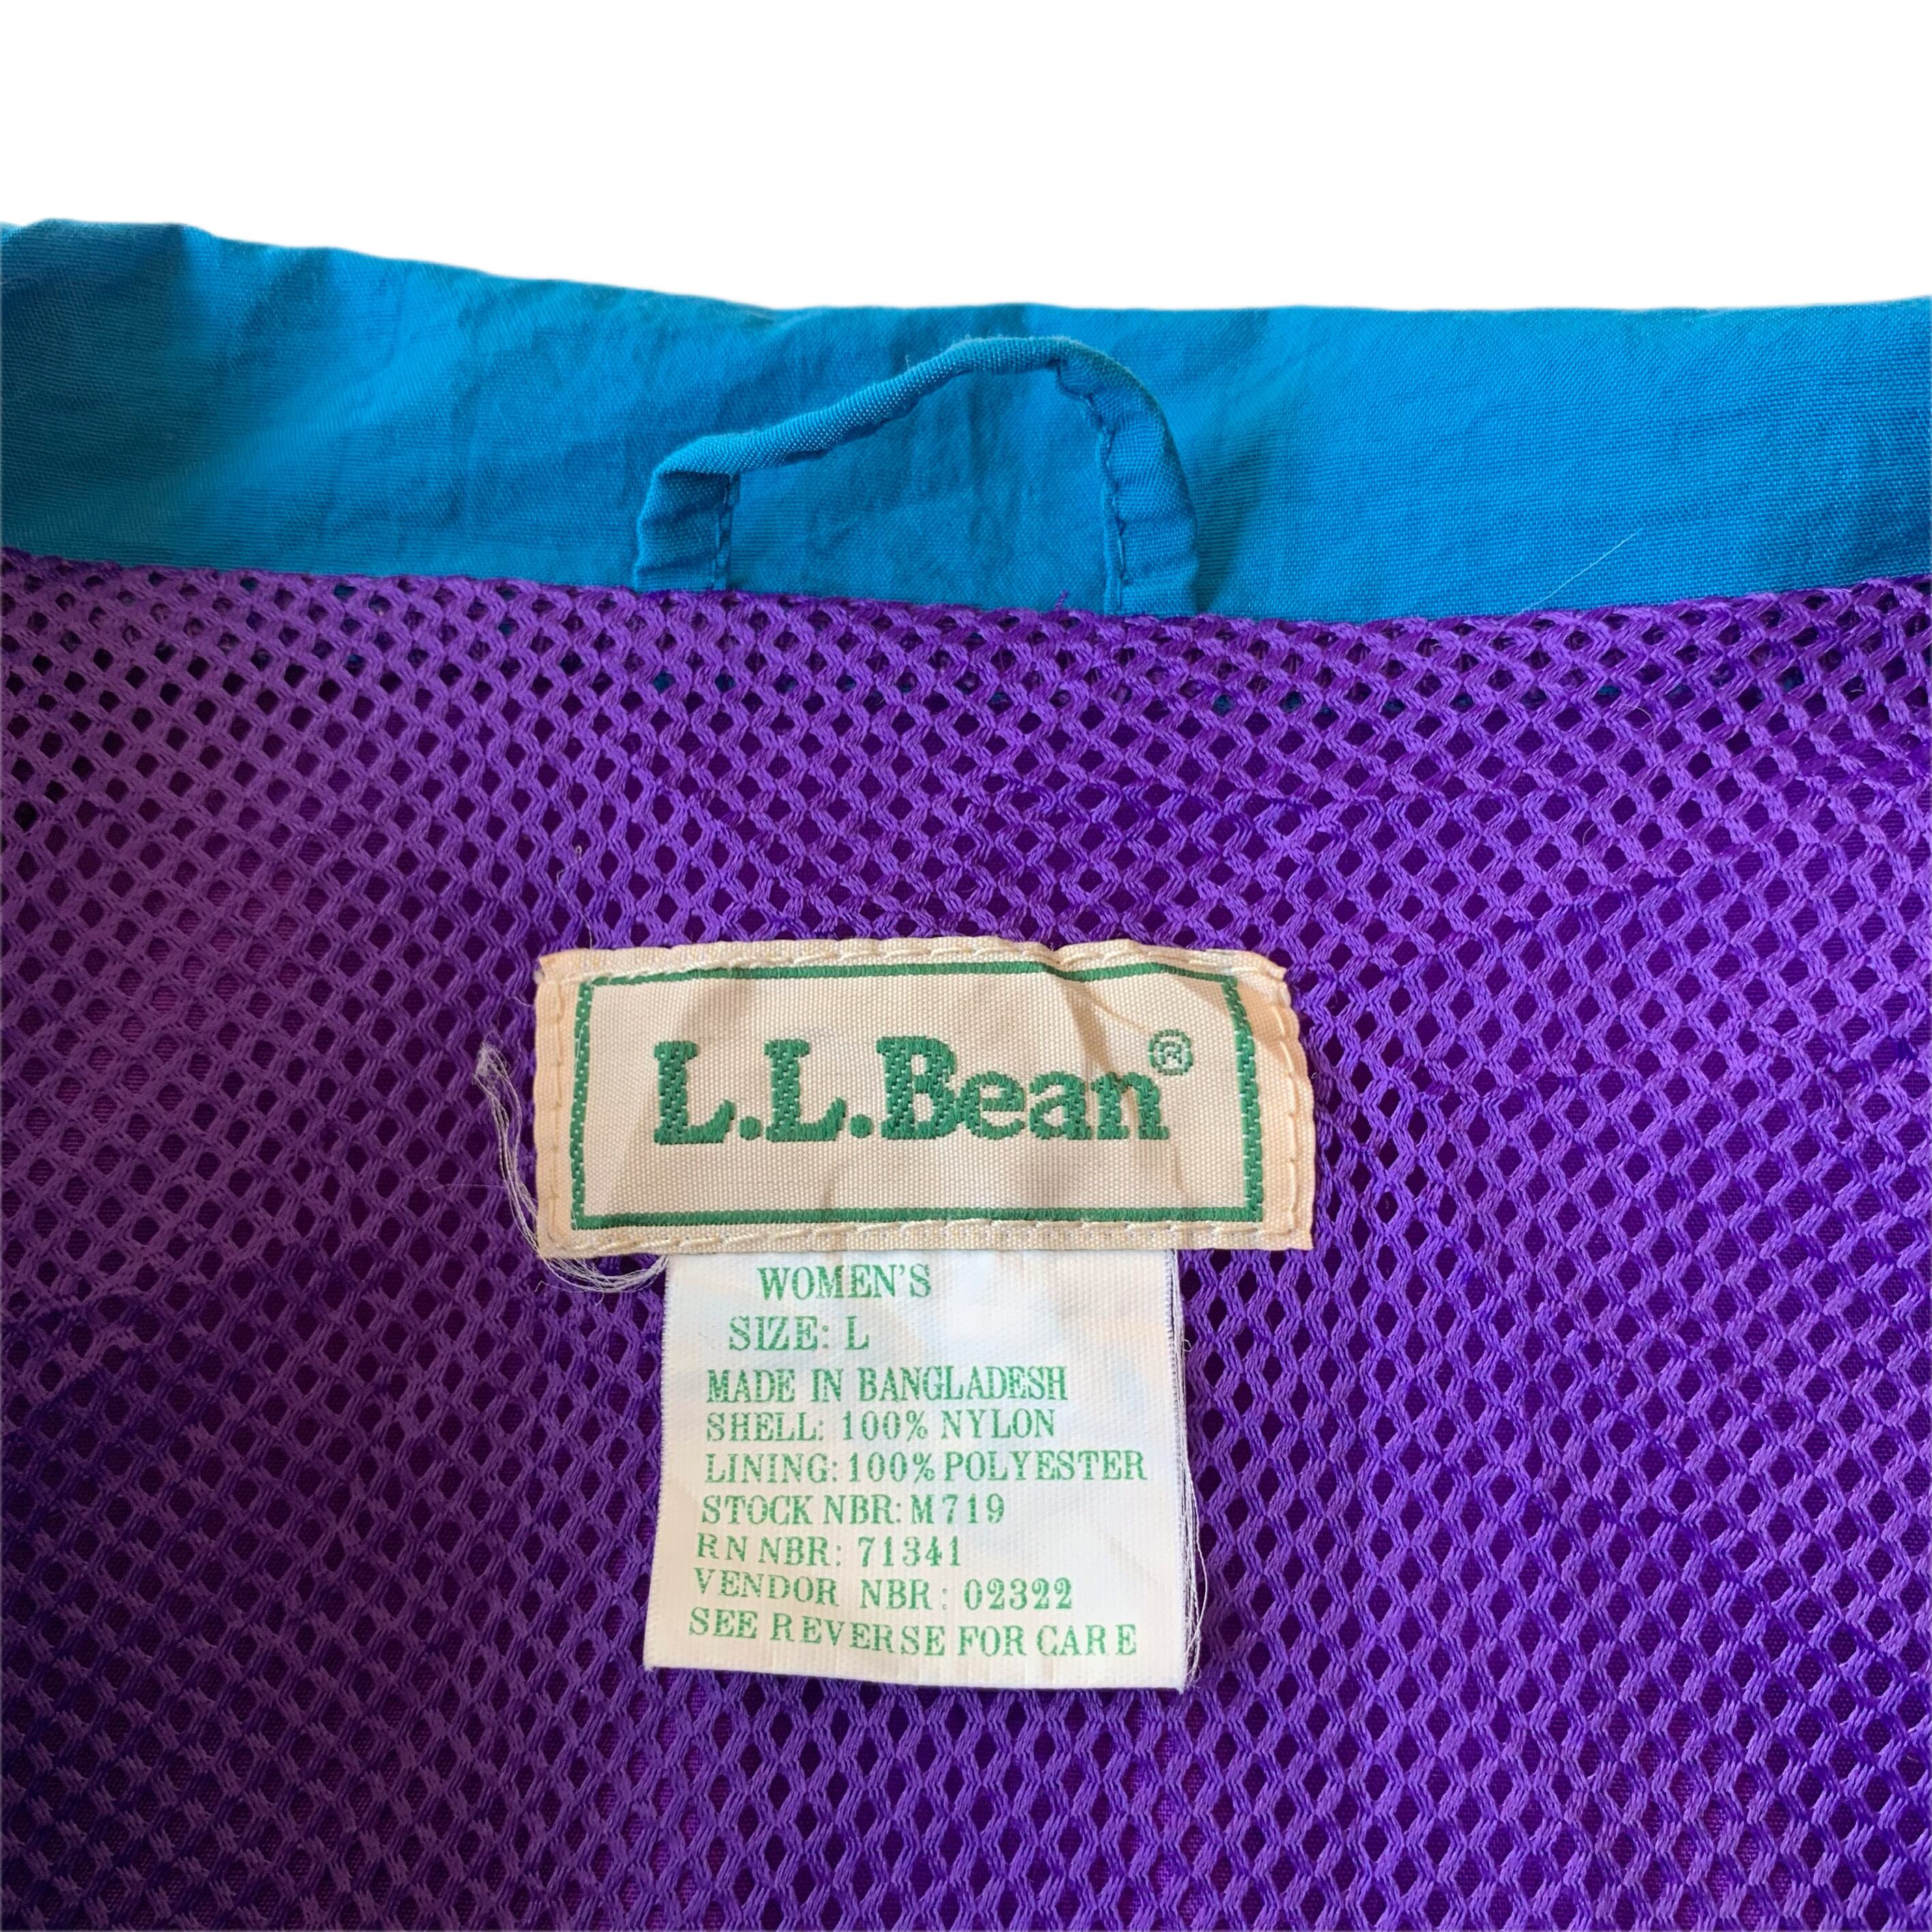 L.L.Bean®
WOMEN'S
SIZE: L
MADE IN BANGLADESH
SHELL: 100% NYLON
LINING: 100% POLYESTER
STOCK NBR: M719
RN NBR: 71341
VENDOR NBR: 02322
SEE REVERSE FOR CARE